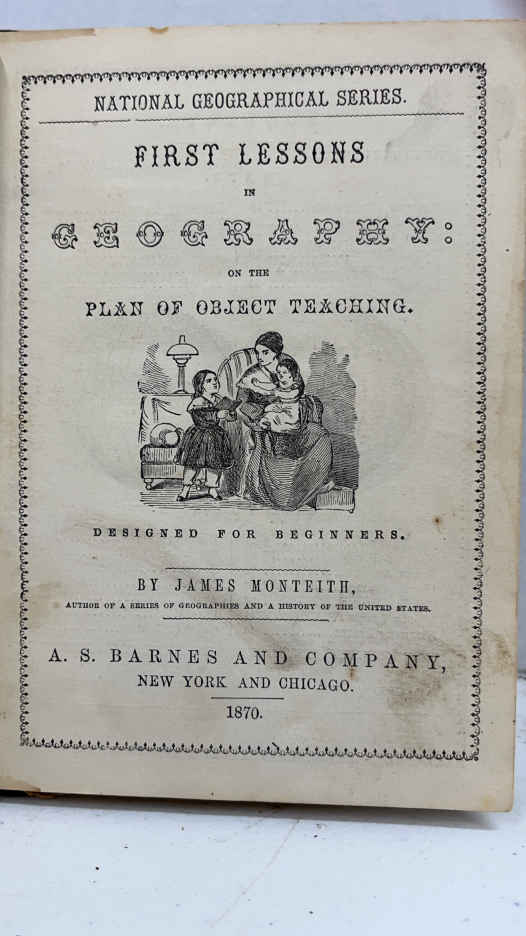 NATIONAL GEOGRAPHICAL SERIES.
FIRST LESSONS
IN
GEOGRAPHY:
ON THE
PLAN OF OBJECT TEACHING.
DESIGNED FOR BEGINNERS.
BY JAMES MONTEITH,
AUTHOR OF A SERIES OF GEOGRAPHIES AND A HISTORY OF THE UNITED STATES.
A. S. BARNES AND COMPANY,
NEW YORK AND CHICAGO.
1870.